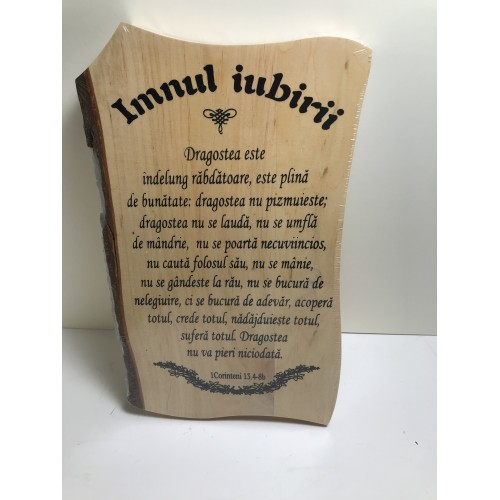 Imnul iubirii
Dragostea este
indelung răbdătoare, este plină
de bunătate: dragostea nu pizmuieste;
dragostea nu se laudă, nu se umflă
de mândrie, nu se poartă necuviincios,
nu caută folosul său, nu se mânie,
nu se gândeste la rău, nu se bucură de
nelegiuire, ci se bucură de adevăr, acoperă
totul, crede totul, nădăjduieste totul,
suferă totul. Dragostea
nu va pieri niciodată.
1Corinteni 13.4-8b